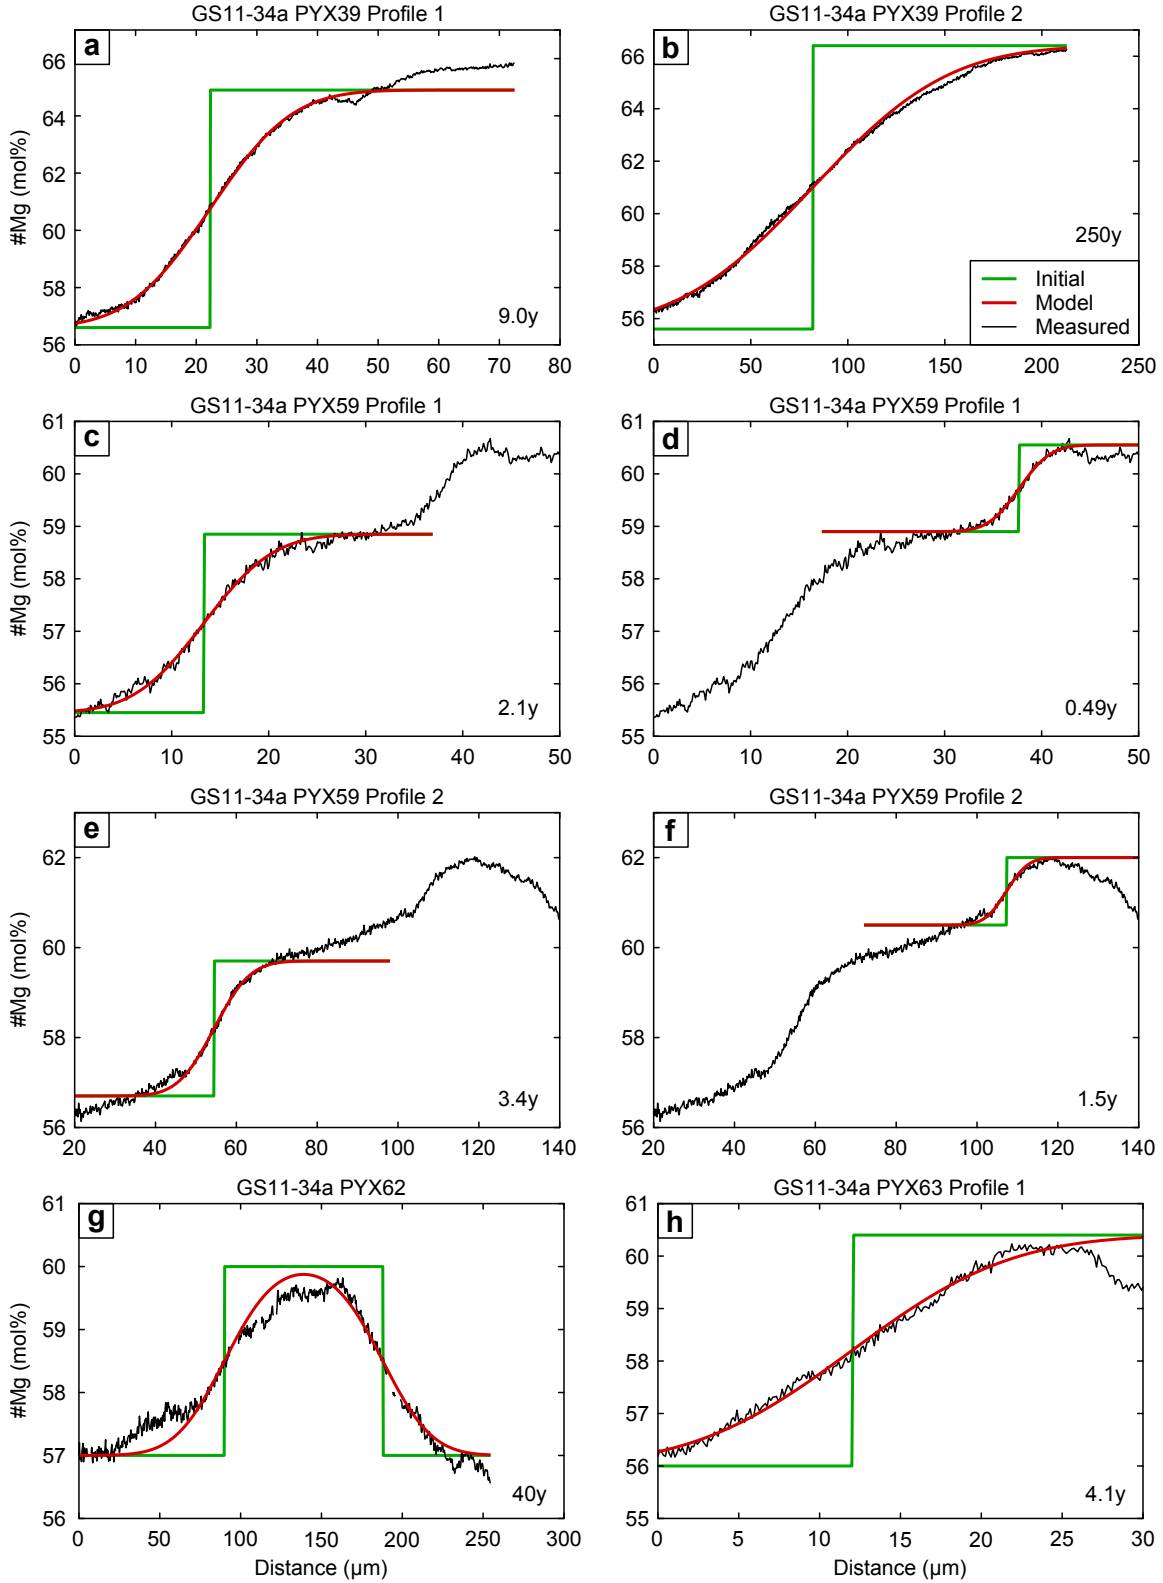 GS11-34a PYX39 Profile 1
GS11-34a PYX39 Profile 2
a
b
66
64
62
60
58
56
#Mg (mol%)
9.0y
0 10 20 30 40 50 60 70 80
66
64
62
60
58
56
250y
Initial
Model
Measured
0 50 100 150 200 250
GS11-34a PYX59 Profile 1
GS11-34a PYX59 Profile 1
c
d
61
60
59
58
57
56
55
#Mg (mol%)
2.1y
0 10 20 30 40 50
61
60
59
58
57
56
55
0.49y
0 10 20 30 40 50
GS11-34a PYX59 Profile 2
GS11-34a PYX59 Profile 2
e
f
62
60
58
56
#Mg (mol%)
3.4y
20 40 60 80 100 120 140
62
60
58
56
1.5y
20 40 60 80 100 120 140
GS11-34a PYX62
GS11-34a PYX63 Profile 1
g
h
61
60
59
58
57
56
#Mg (mol%)
40y
0 50 100 150 200 250 300
Distance (µm)
61
60
59
58
57
56
55
4.1y
0 5 10 15 20 25 30
Distance (µm)